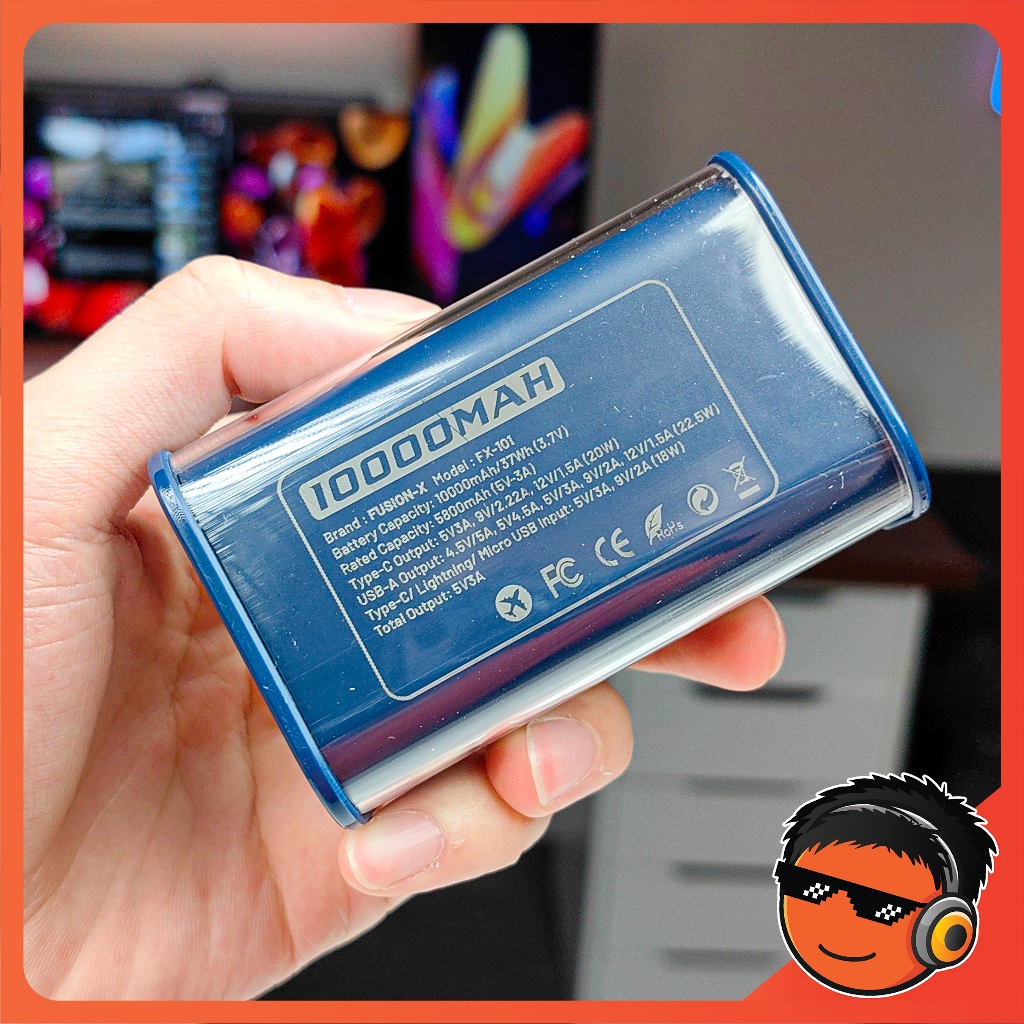 10000MAH
Brand : FUSION-X Model : FX-101
Battery Capacity: 10000mAh/37Wh (3.7V)
Rated Capacity: 5800mAh (5V-3A)
Type-C Output: 5V3A, 9V/2.22A, 12V/1.5A (20W)
USB-A Output: 4.5V/5A, 5V4.5A, 5V/3A, 9V/2A, 12V/1.5A (22.5W)
Type-C/ Lightning/ Micro USB Input: 5V/3A, 9V/2A (18W)
Total Output: 5V3A
FC CE RoHs